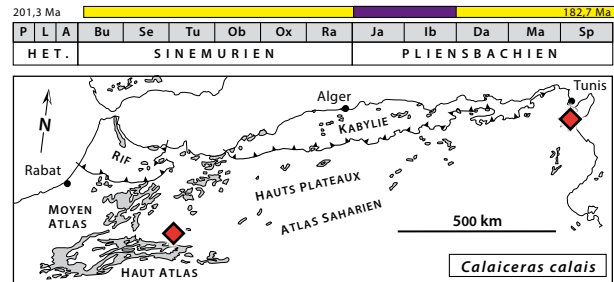 201,3 Ma 182,7 Ma
P L A Bu Se Tu Ob Ox Ra Ja Ib Da Ma Sp
HET. SINEMURIEN PLIENSBACHIEN
Tunis
Alger
KABYLIE
N
RIF
Rabat
HAUTS PLATEAUX
MOYEN
ATLAS
ATLAS SAHARIEN
500 km
HAUT ATLAS
Calaiceras calais